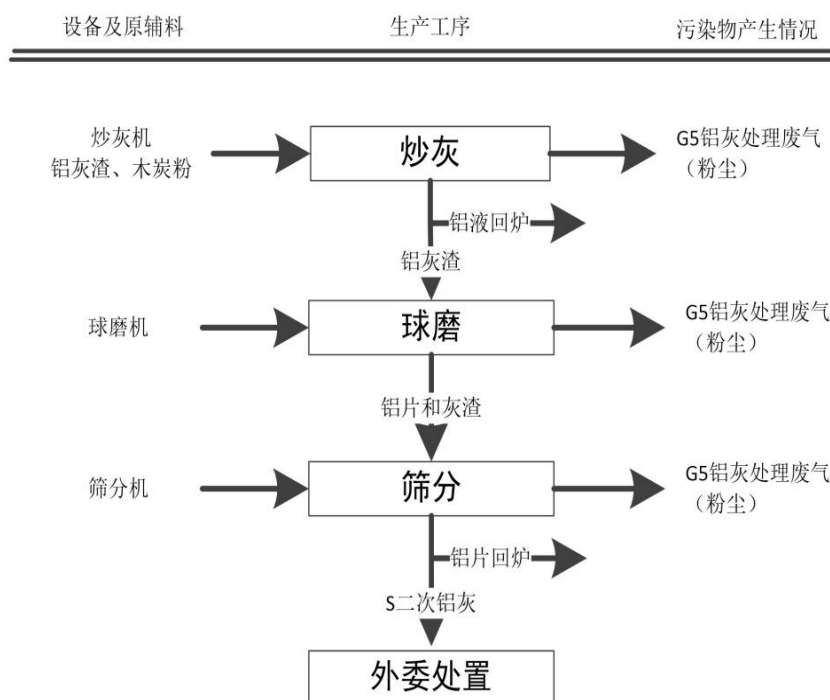 设备及原辅料
生产工序
污染物产生情况
炒灰机
铝灰渣、木炭粉
炒灰
G5铝灰处理废气
（粉尘）
铝液回炉
铝灰渣
球磨机
球磨
G5铝灰处理废气
（粉尘）
铝片和灰渣
筛分机
筛分
G5铝灰处理废气
（粉尘）
铝片回炉
S二次铝灰
外委处置